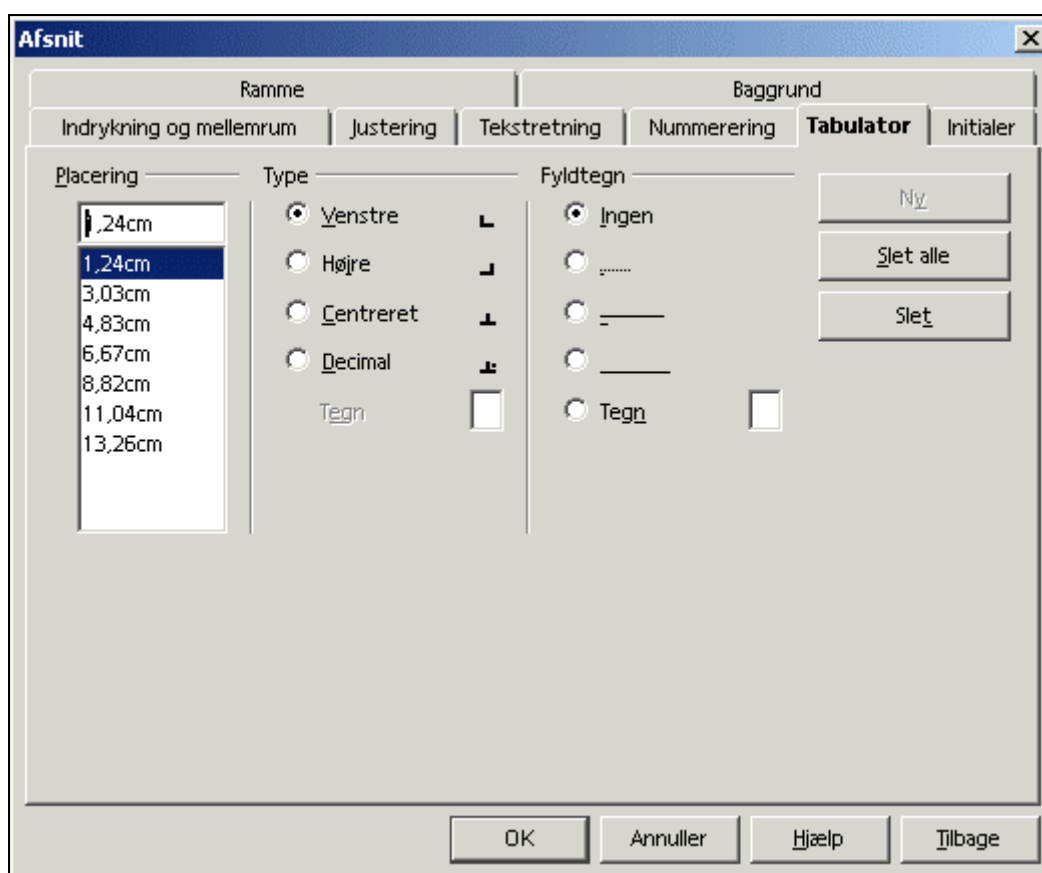 Afsnit
Ramme Baggrund
Indrykning og mellemrum Justering Tekstretning Nummerering Tabulator Initialer
Placering Type Fyldtegn
,24cm
1,24cm
3,03cm
4,83cm
6,67cm
8,82cm
11,04cm
13,26cm
Venstre
Højre
Centreret
Decimal
Tegn
Ingen
........
Tegn
Ny
Slet alle
Slet
OK Annuller Hjælp Tilbage